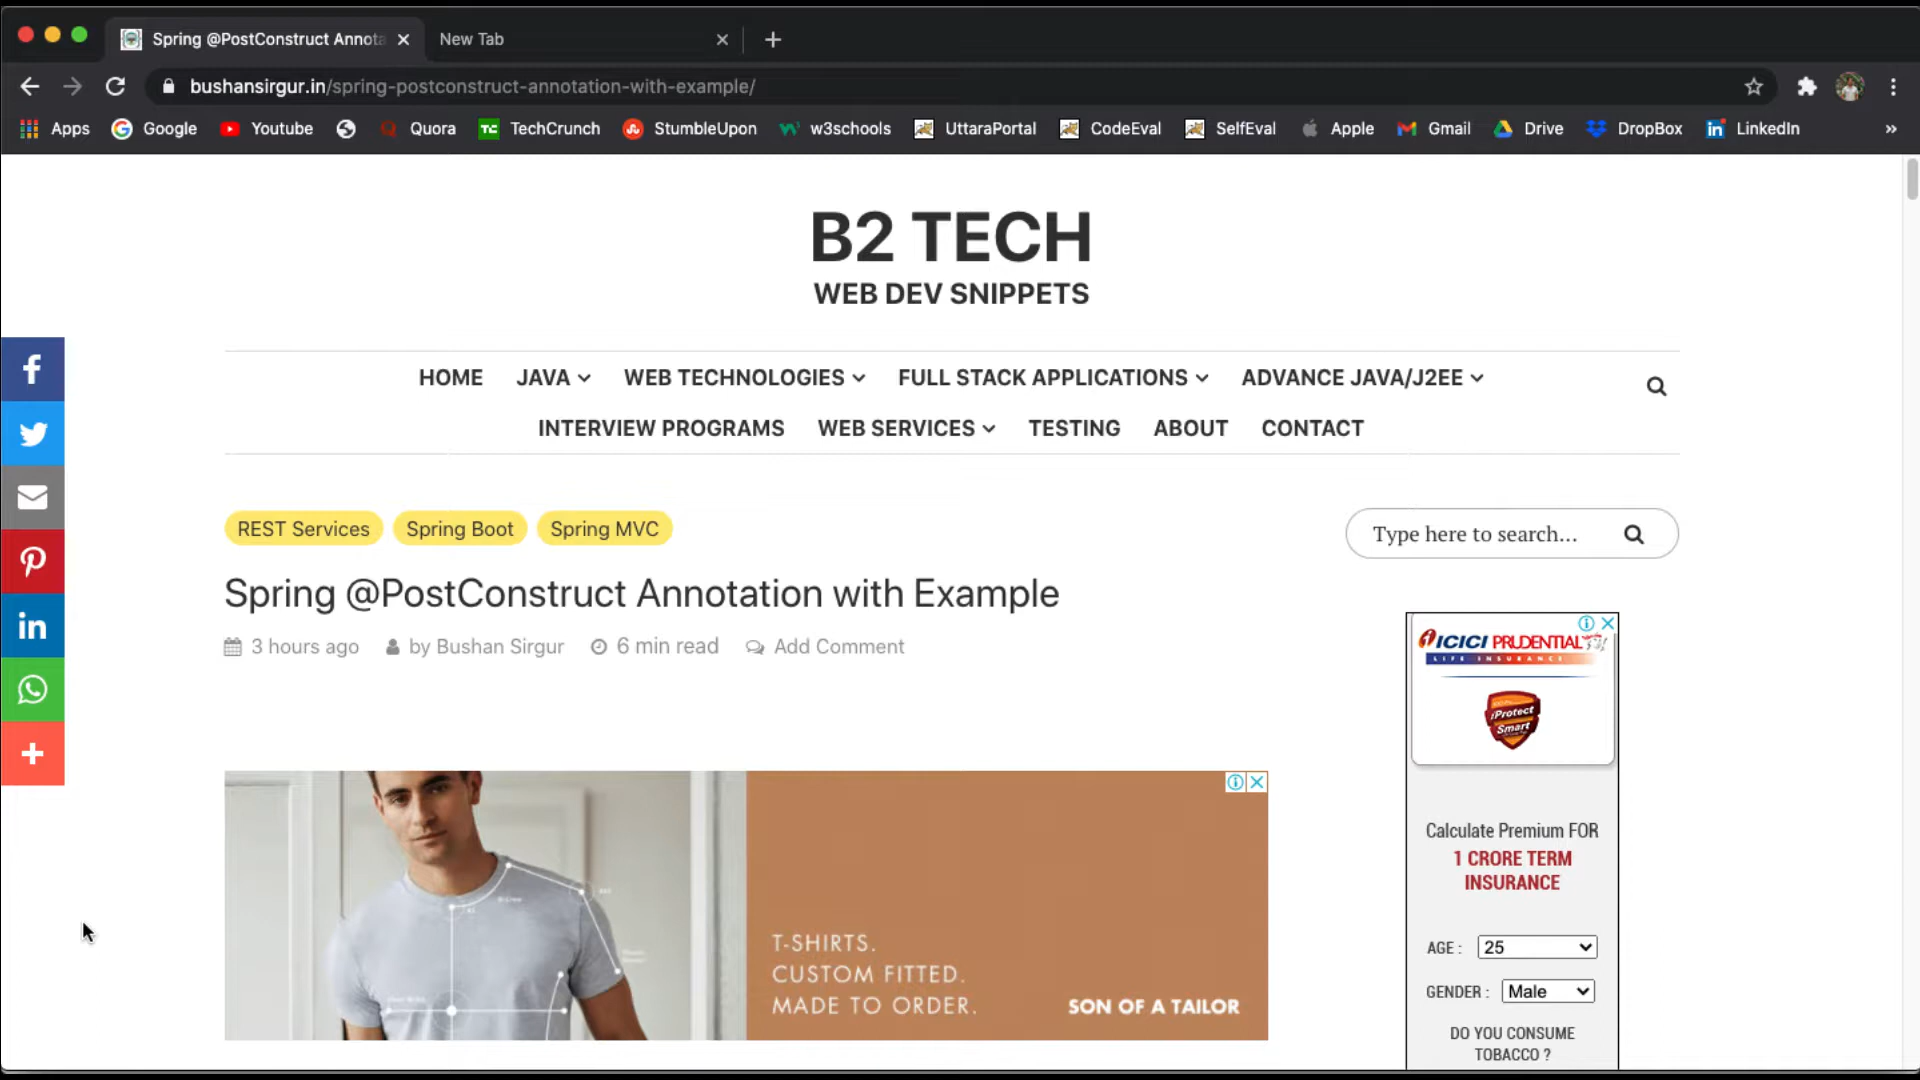 Spring @PostConstruct Annota
New Tab
bushansirgur.in/spring-postconstruct-annotation-with-example/
Apps Google Youtube Quora TechCrunch StumbleUpon w3schools UttaraPortal CodeEval SelfEval Apple Gmail Drive DropBox LinkedIn »
B2 TECH
WEB DEV SNIPPETS
HOME JAVA WEB TECHNOLOGIES FULL STACK APPLICATIONS ADVANCE JAVA/J2EE
INTERVIEW PROGRAMS WEB SERVICES TESTING ABOUT CONTACT
REST Services Spring Boot Spring MVC
Spring @PostConstruct Annotation with Example
3 hours ago by Bushan Sirgur 6 min read Add Comment
Type here to search...
ICICI PRUDENTIAL
LIFE INSURANCE
iProtect
Smart
Calculate Premium FOR
1 CRORE TERM
INSURANCE
AGE : 25
GENDER : Male
DO YOU CONSUME
TOBACCO ?
T-SHIRTS.
CUSTOM FITTED.
MADE TO ORDER.
SON OF A TAILOR